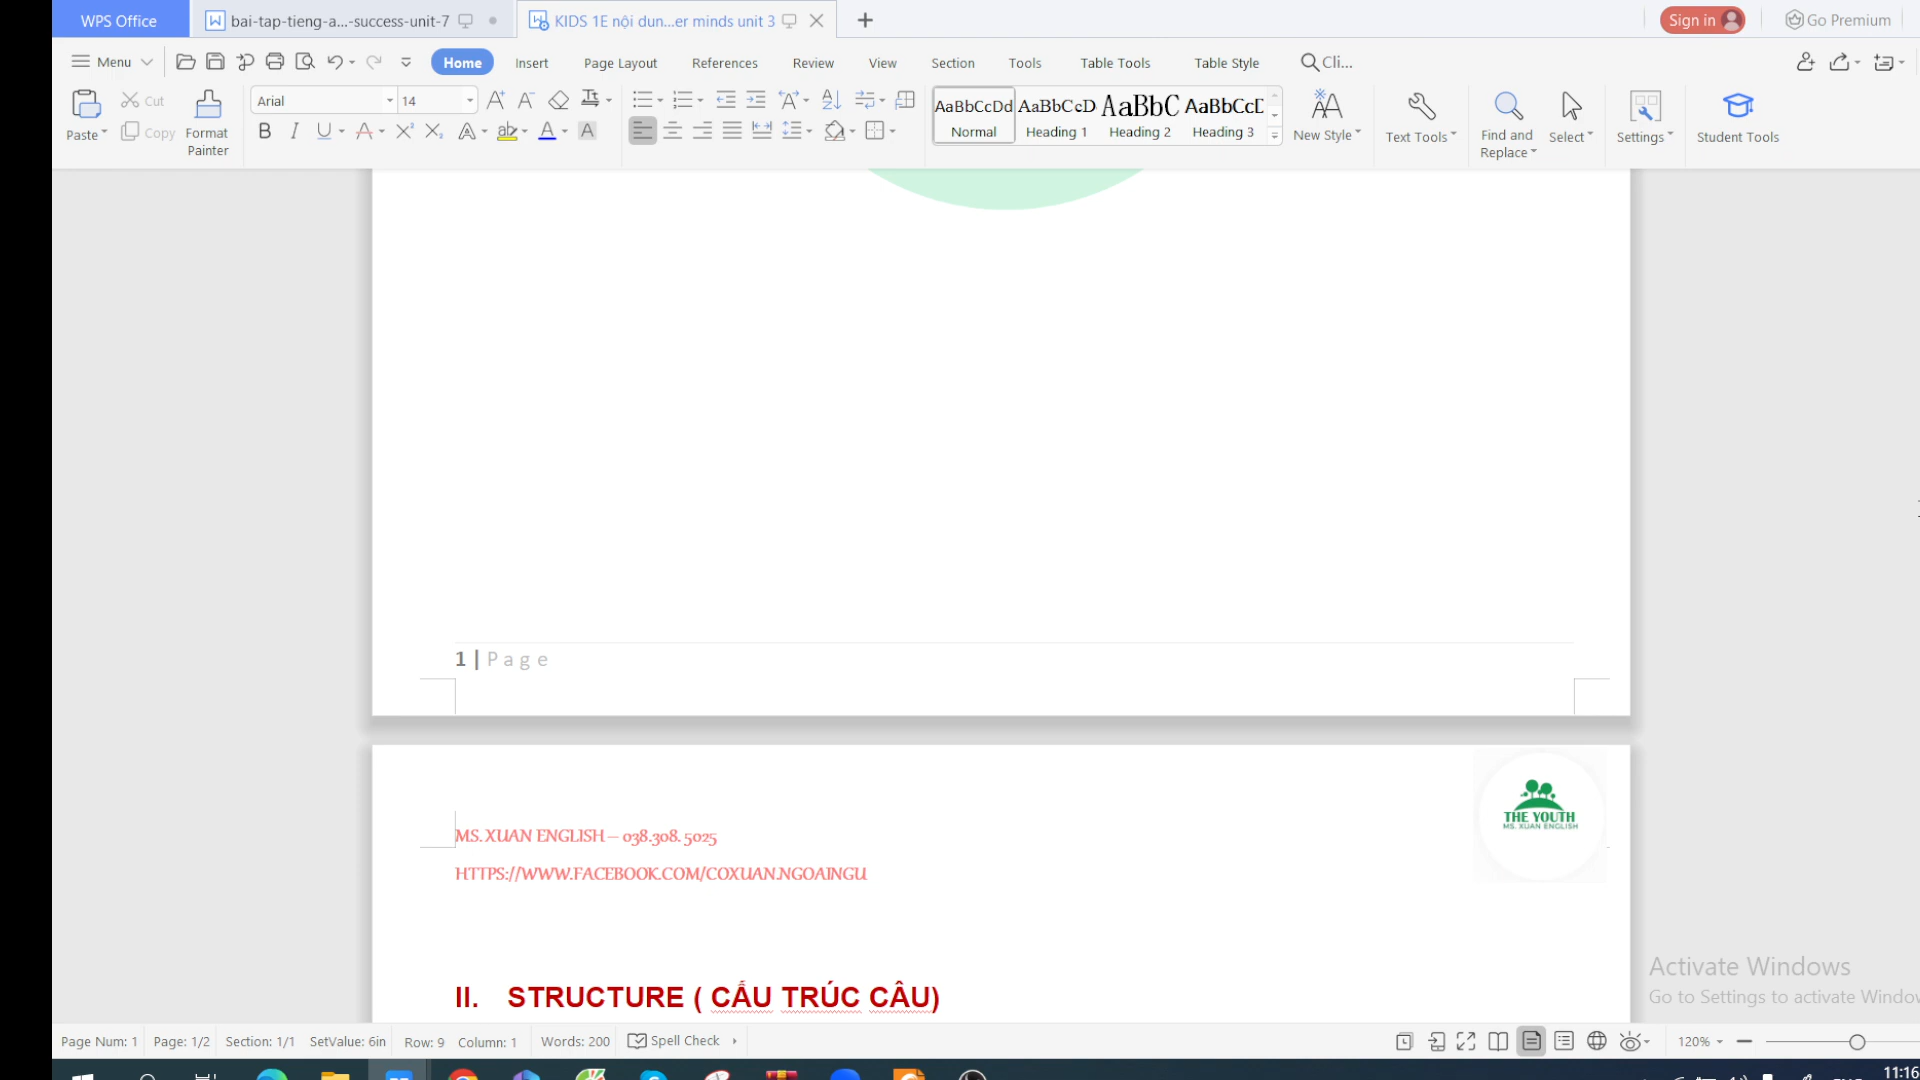 WPS Office
bai-tap-tieng-a...-success-unit-7
KIDS 1E nội dun...er minds unit 3
Sign in
Go Premium
Menu
Home
Insert
Page Layout
References
Review
View
Section
Tools
Table Tools
Table Style
Cli...
Paste
Cut
Copy
Format
Painter
Arial
14
AaBbCcDd
Normal
AaBbCcD
Heading 1
AaBbC
Heading 2
AaBbCcC
Heading 3
New Style
Text Tools
Find and
Replace
Select
Settings
Student Tools
1 | Page
MS. XUAN ENGLISH – 038.308. 5025
HTTPS://WWW.FACEBOOK.COM/COXUAN.NGOAINGU
THE YOUTH
MS. XUAN ENGLISH
II. STRUCTURE ( CẤU TRÚC CÂU)
Activate Windows
Go to Settings to activate Window
Page Num: 1
Page: 1/2
Section: 1/1
SetValue: 6in
Row: 9
Column: 1
Words: 200
Spell Check
120%
11:16